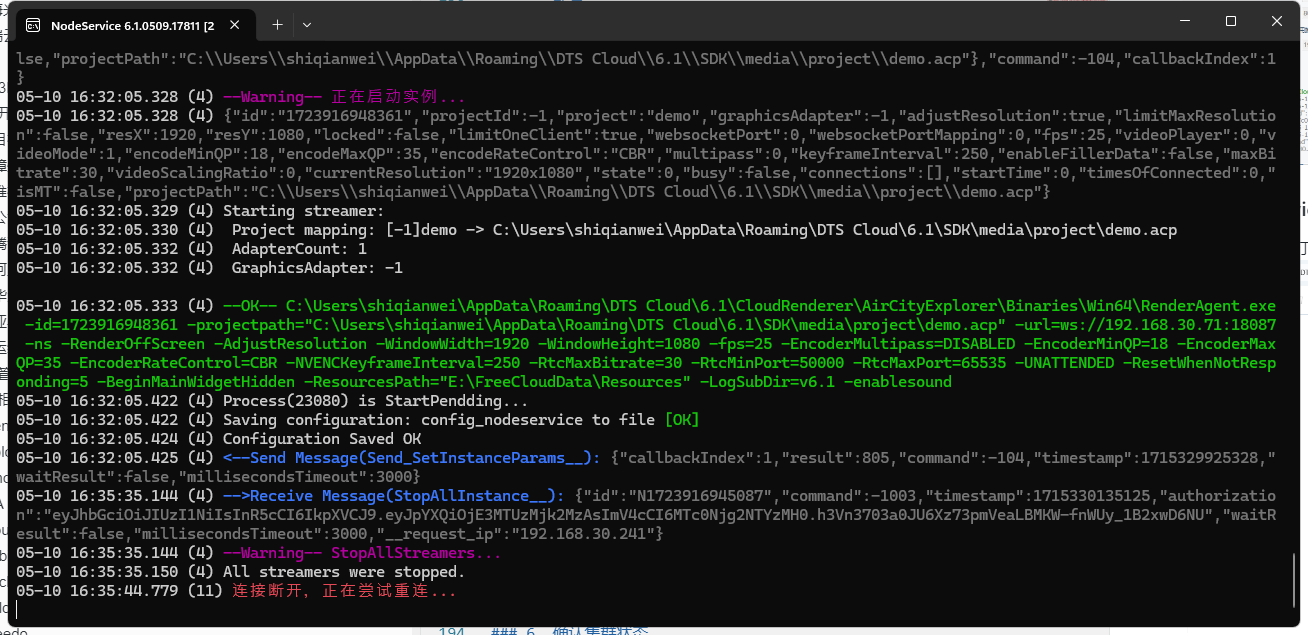 NodeService 6.1.0509.17811 [2
lse,"projectPath":"C:\\Users\\shiqianwei\\AppData\\Roaming\\DTS Cloud\\6.1\\SDK\\media\\project\\demo.acp"},"command":-104,"callbackIndex":1
}
05-10 16:32:05.328 (4) --Warning-- 正在启动实例...
05-10 16:32:05.328 (4) {"id":"1723916948361","projectId":-1,"project":"demo","graphicsAdapter":-1,"adjustResolution":true,"limitMaxResolutio
n":false,"resX":1920,"resY":1080,"locked":false,"limitOneClient":true,"websocketPort":0,"websocketPortMapping":0,"fps":25,"videoPlayer":0,"v
ideoMode":1,"encodeMinQP":18,"encodeMaxQP":35,"encodeRateControl":"CBR","multipass":0,"keyframeInterval":250,"enableFillerData":false,"maxBi
trate":30,"videoScalingRatio":0,"currentResolution":"1920x1080","state":0,"busy":false,"connections":[],"startTime":0,"timesOfConnected":0,"
isMT":false,"projectPath":"C:\\Users\\shiqianwei\\AppData\\Roaming\\DTS Cloud\\6.1\\SDK\\media\\project\\demo.acp"}
05-10 16:32:05.329 (4) Starting streamer:
05-10 16:32:05.330 (4)  Project mapping: [-1]demo -> C:\Users\shiqianwei\AppData\Roaming\DTS Cloud\6.1\SDK\media\project\demo.acp
05-10 16:32:05.332 (4)  AdapterCount: 1
05-10 16:32:05.332 (4)  GraphicsAdapter: -1
05-10 16:32:05.333 (4) --OK-- C:\Users\shiqianwei\AppData\Roaming\DTS Cloud\6.1\CloudRenderer\AirCityExplorer\Binaries\Win64\RenderAgent.exe
-id=1723916948361 -projectpath="C:\Users\shiqianwei\AppData\Roaming\DTS Cloud\6.1\SDK\media\project\demo.acp" -url=ws://192.168.30.71:18087
-ns -RenderOffScreen -AdjustResolution -WindowWidth=1920 -WindowHeight=1080 -fps=25 -EncoderMultipass=DISABLED -EncoderMinQP=18 -EncoderMax
QP=35 -EncoderRateControl=CBR -NVENCKeyframeInterval=250 -RtcMaxBitrate=30 -RtcMinPort=50000 -RtcMaxPort=65535 -UNATTENDED -ResetWhenNotResp
onding=5 -BeginMainWidgetHidden -ResourcesPath="E:\FreeCloudData\Resources" -LogSubDir=v6.1 -enablesound
05-10 16:32:05.422 (4) Process(23080) is StartPendding...
05-10 16:32:05.422 (4) Saving configuration: config_nodeservice to file [OK]
05-10 16:32:05.424 (4) Configuration Saved OK
05-10 16:32:05.425 (4) <--Send Message(Send_SetInstanceParams__): {"callbackIndex":1,"result":805,"command":-104,"timestamp":1715329925328,"
waitResult":false,"millisecondsTimeout":3000}
05-10 16:35:35.144 (4) -->Receive Message(StopAllInstance__): {"id":"N1723916945087","command":-1003,"timestamp":1715330135125,"authorizatio
n":"eyJhbGciOiJIUzI1NiIsInR5cCI6IkpXVCJ9.eyJpYXQiOjE3MTUzMjk2MzAsImV4cCI6MTc0Njg2NTYzMH0.h3Vn3703a0JU6Xz73pmVeaLBMKW-fnWUy_1B2xwD6NU","waitR
esult":false,"millisecondsTimeout":3000,"__request_ip":"192.168.30.241"}
05-10 16:35:35.144 (4) --Warning-- StopAllStreamers...
05-10 16:35:35.150 (4) All streamers were stopped.
05-10 16:35:44.779 (11) 连接断开, 正在尝试重连...
194 ### 6. 确认集群状态